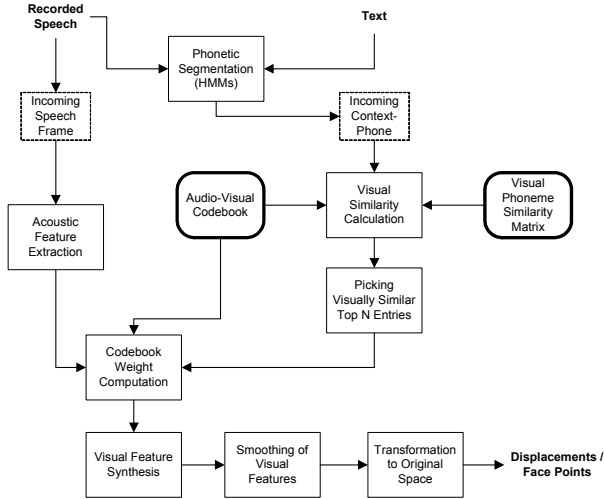 Recorded
Speech
Text
Phonetic
Segmentation
(HMMs)
Incoming
Speech
Frame
Incoming
Context-
Phone
Audio-Visual
Codebook
Visual
Similarity
Calculation
Visual
Phoneme
Similarity
Matrix
Acoustic
Feature
Extraction
Picking
Visually Similar
Top N Entries
Codebook
Weight
Computation
Visual Feature
Synthesis
Smoothing of
Visual
Features
Transformation
to Original
Space
Displacements /
Face Points